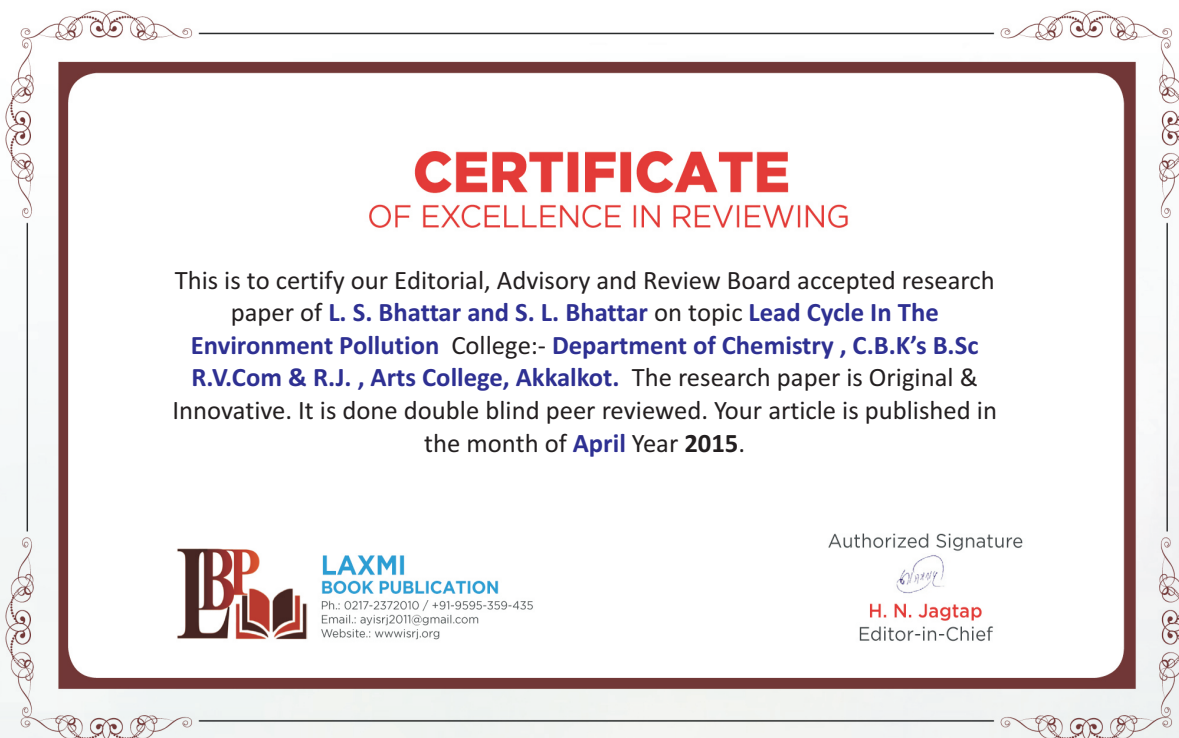 CERTIFICATE
OF EXCELLENCE IN REVIEWING
This is to certify our Editorial, Advisory and Review Board accepted research
paper of L. S. Bhattar and S. L. Bhattar on topic Lead Cycle In The
Environment Pollution College:- Department of Chemistry , C.B.K’s B.Sc
R.V.Com & R.J. , Arts College, Akkalkot. The research paper is Original &
Innovative. It is done double blind peer reviewed. Your article is published in
the month of April Year 2015.
LBP
LAXMI
BOOK PUBLICATION
Ph.: 0217-2372010 / +91-9595-359-435
Email.: ayisrj2011@gmail.com
Website.: wwwisrj.org
Authorized Signature
H. N. Jagtap
Editor-in-Chief